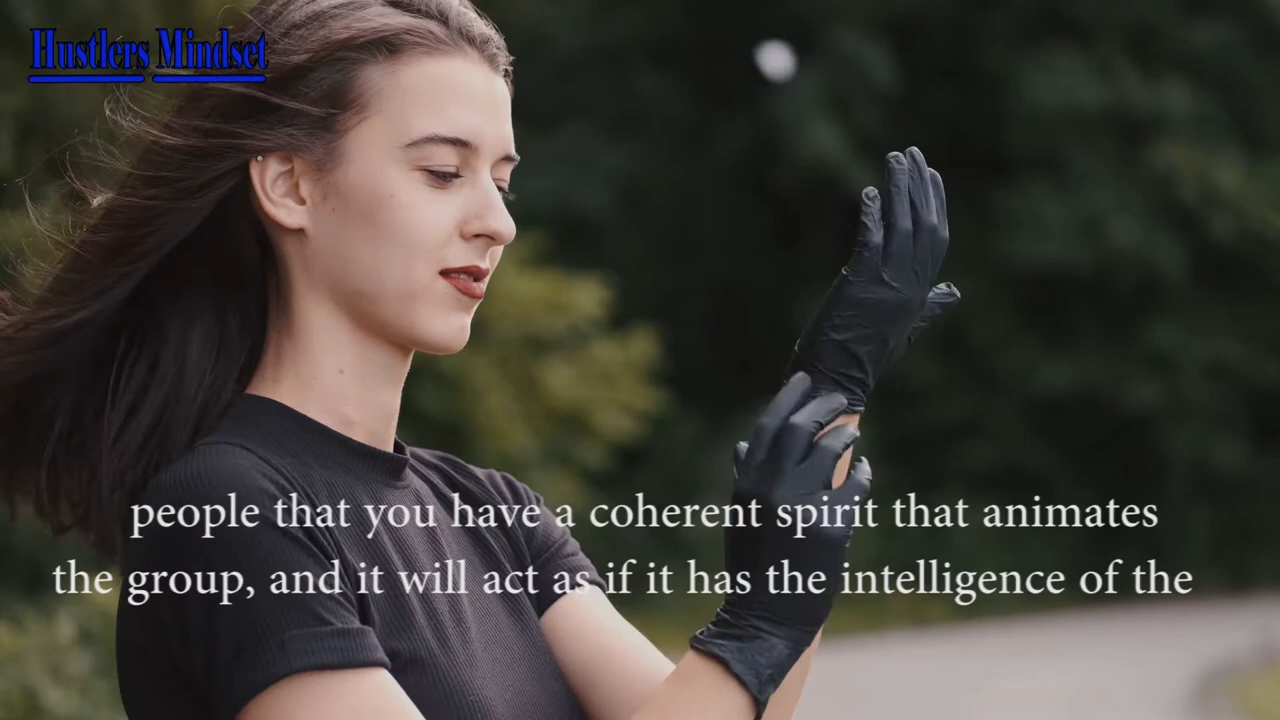 Hustlers Mindset
people that you have a coherent spirit that animates
the group, and it will act as if it has the intelligence of the